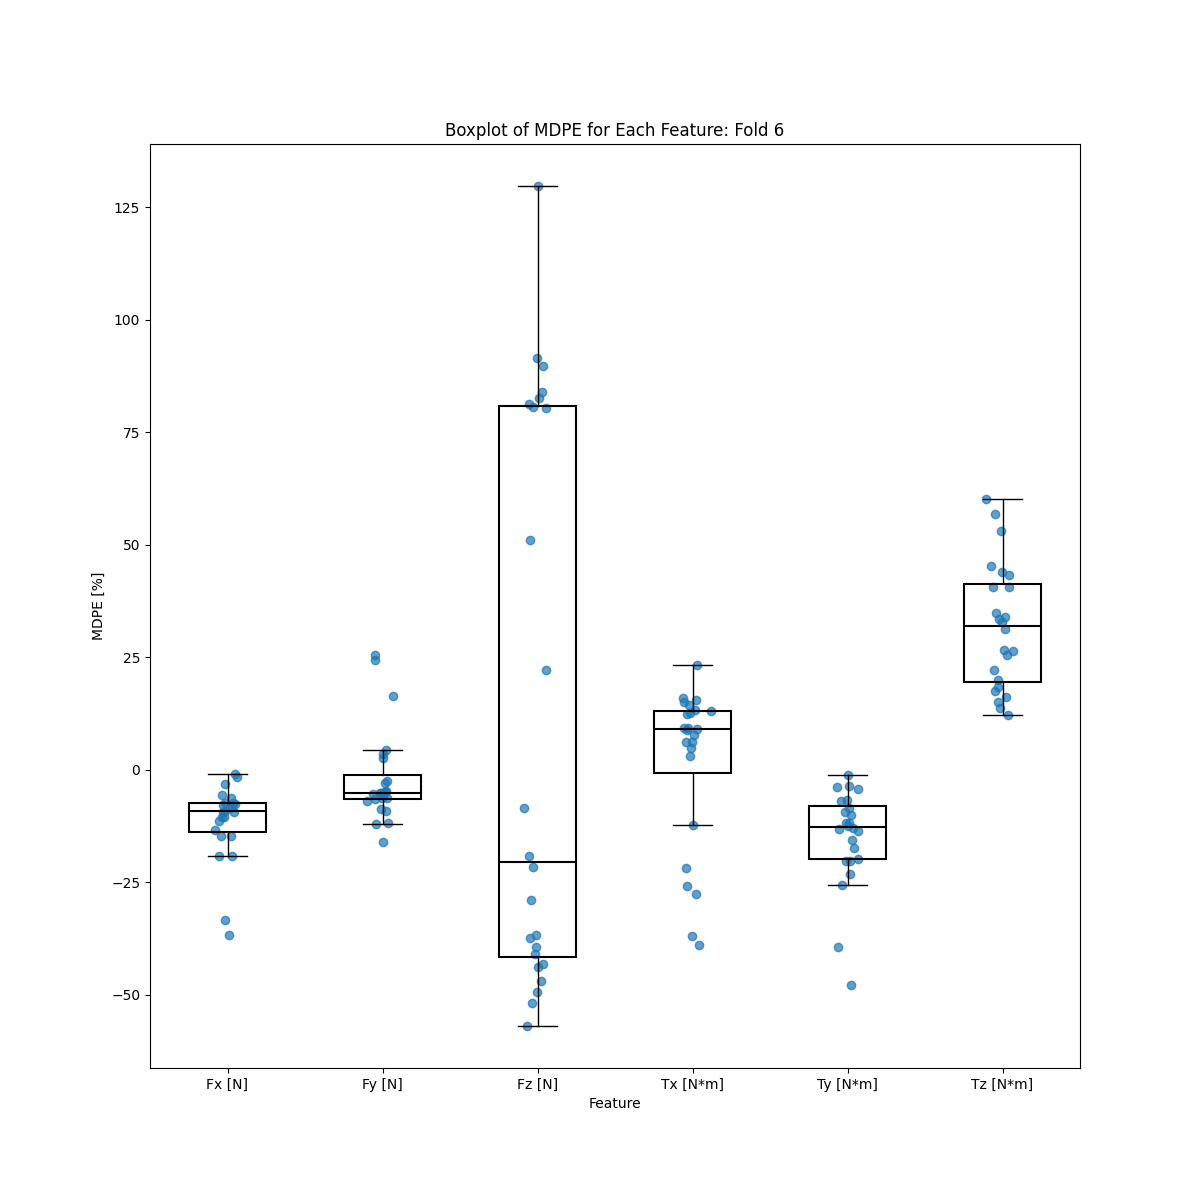 Boxplot of MDPE for Each Feature: Fold 6
MDPE [%]
125
100
75
50
25
0
−25
−50
Fx [N] Fy [N] Fz [N] Tx [N*m] Ty [N*m] Tz [N*m]
Feature